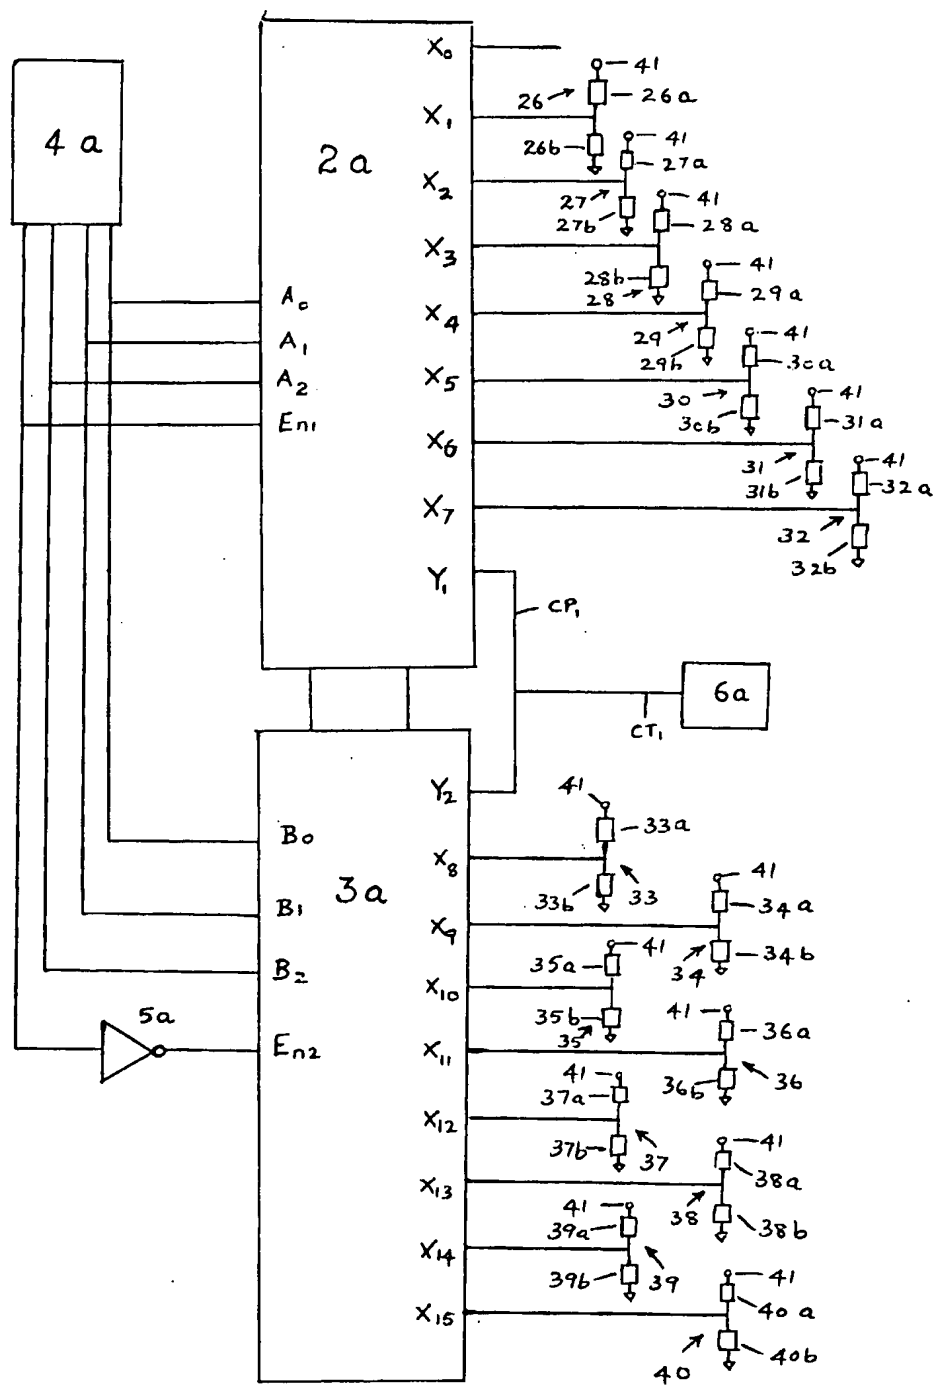 4a
2a
X0
X1
X2
X3
X4
X5
X6
X7
Y1
A0
A1
A2
En1
41
26
26a
26b
41
27a
27
27b
41
28a
28b
28
41
29a
29
29b
41
30a
30
30b
41
31a
31
31b
41
32a
32
32b
CP1
6a
CT1
3a
Y2
X8
X9
X10
X11
X12
X13
X14
X15
B0
B1
B2
5a
En2
41
33a
33b
33
41
34a
34
34b
41
35a
35b
35
41
36a
36b
36
41
37a
37b
37
41
38a
38
38b
41
39a
39b
39
41
40a
40
40b